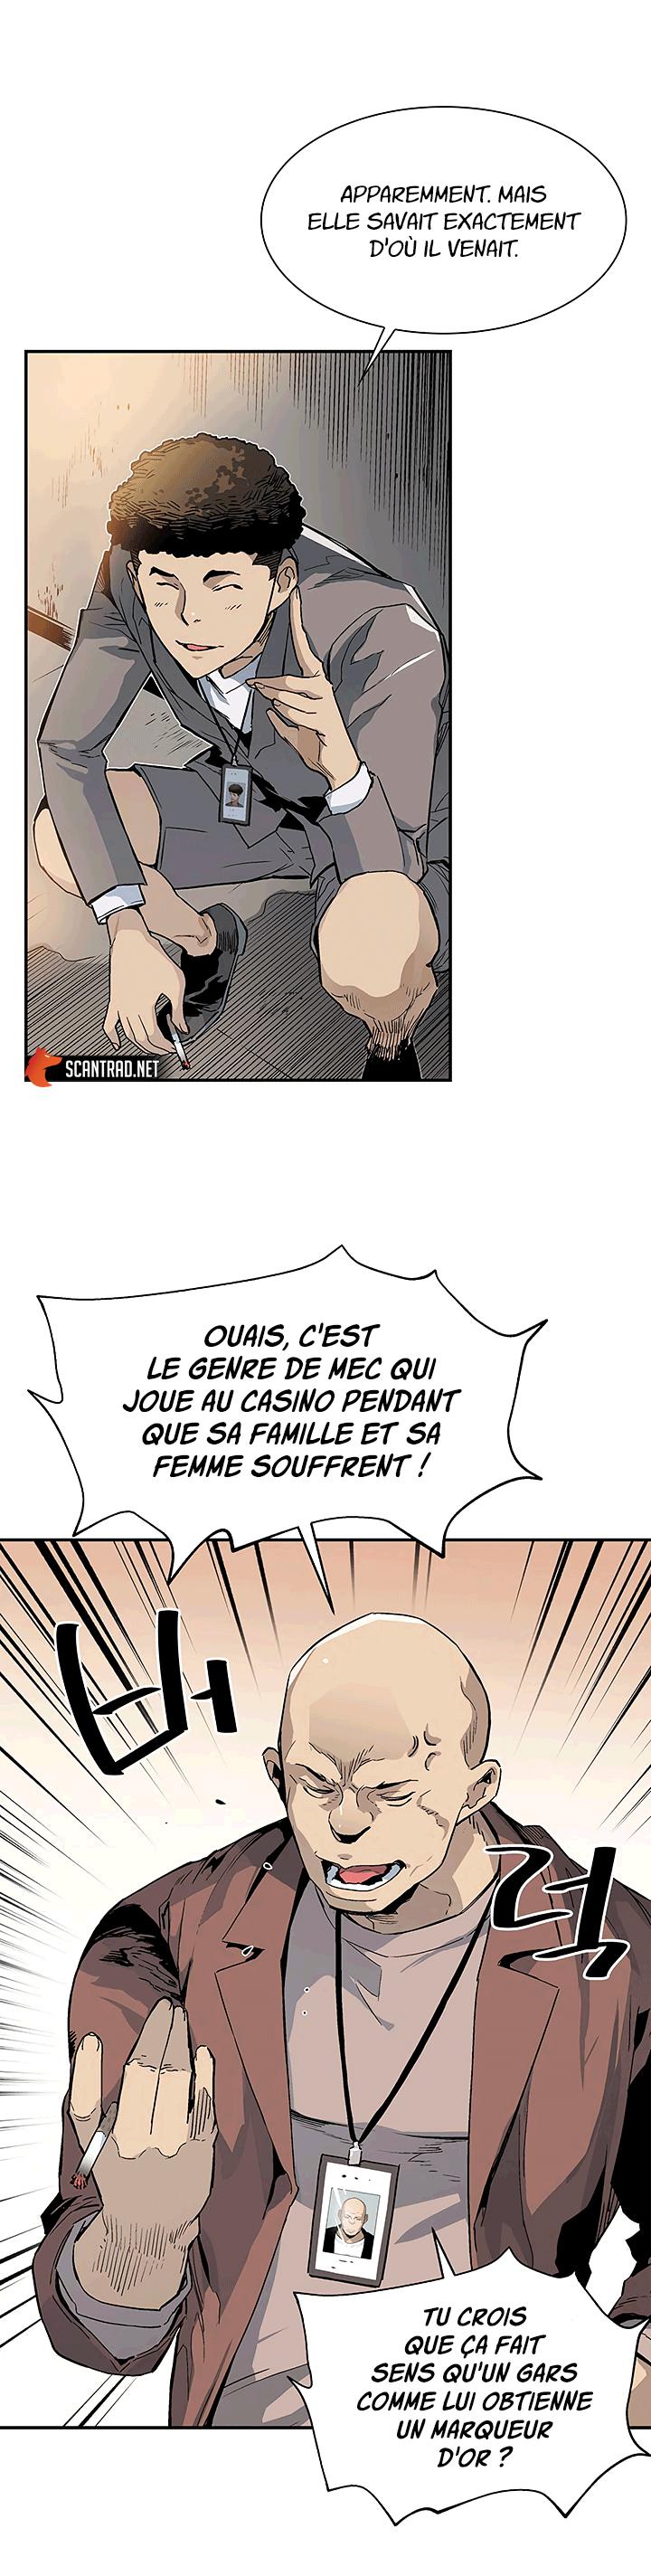 APPAREMMENT. MAIS
ELLE SAVAIT EXACTEMENT
D'OÙ IL VENAIT.
SCANTRAD.NET
OUAIS, C'EST
LE GENRE DE MEC QUI
JOUE AU CASINO PENDANT
QUE SA FAMILLE ET SA
FEMME SOUFFRENT !
버
럭
TU CROIS
QUE ÇA FAIT
SENS QU'UN GARS
COMME LUI OBTIENNE
UN MARQUEUR
D'OR ?